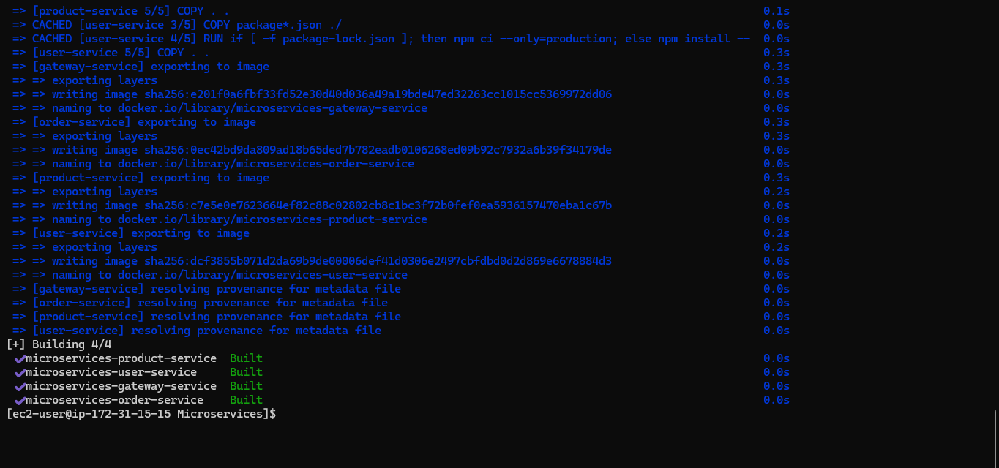 => [product-service 5/5] COPY . . 0.1s
=> CACHED [user-service 3/5] COPY package*.json ./ 0.0s
=> CACHED [user-service 4/5] RUN if [ -f package-lock.json ]; then npm ci --only=production; else npm install -- 0.0s
=> [user-service 5/5] COPY . . 0.3s
=> [gateway-service] exporting to image 0.3s
=> => exporting layers 0.3s
=> => writing image sha256:e201f0a6fbf33fd52e30d40d036a49a19bde47ed32263cc1015cc5369972dd06 0.0s
=> => naming to docker.io/library/microservices-gateway-service 0.0s
=> [order-service] exporting to image 0.3s
=> => exporting layers 0.3s
=> => writing image sha256:0ec42bd9da809ad18b65ded7b782eadb0106268ed09b92c7932a6b39f34179de 0.0s
=> => naming to docker.io/library/microservices-order-service 0.0s
=> [product-service] exporting to image 0.3s
=> => exporting layers 0.2s
=> => writing image sha256:c7e5e0e7623664ef82c88c02802cb8c1bc3f72b0fef0ea5936157470eba1c67b 0.0s
=> => naming to docker.io/library/microservices-product-service 0.0s
=> [user-service] exporting to image 0.2s
=> => exporting layers 0.2s
=> => writing image sha256:dcf3855b071d2da69b9de00006def41d0306e2497cbfdbd0d2d869e6678884d3 0.0s
=> => naming to docker.io/library/microservices-user-service 0.0s
=> [gateway-service] resolving provenance for metadata file 0.0s
=> [order-service] resolving provenance for metadata file 0.0s
=> [product-service] resolving provenance for metadata file 0.0s
=> [user-service] resolving provenance for metadata file 0.0s
[+] Building 4/4
✔microservices-product-service Built 0.0s
✔microservices-user-service Built 0.0s
✔microservices-gateway-service Built 0.0s
✔microservices-order-service Built 0.0s
[ec2-user@ip-172-31-15-15 Microservices]$